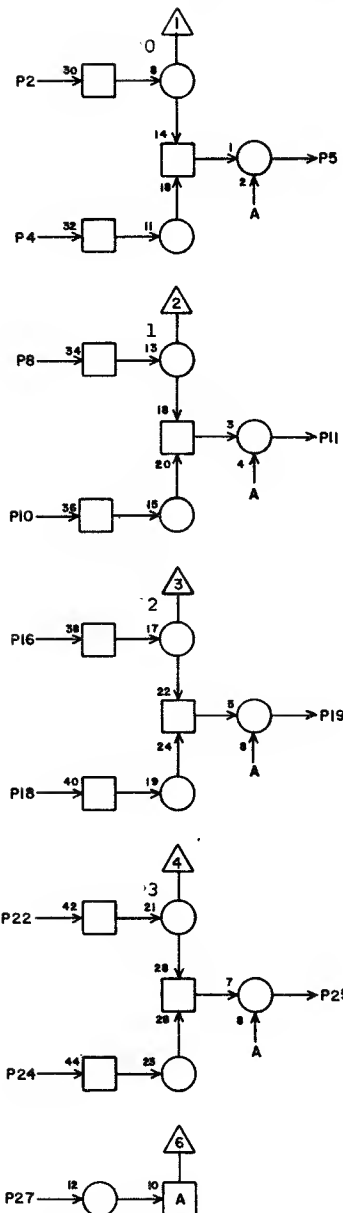 1
0
P2 30 8
14 1 P5
18 2
P4 32 11 A
2
1
P8 34 13
18 3 P11
20 4
P10 36 15 A
3
2
P16 38 17
22 5 P19
24
P18 40 19 A
4
3
P22 42 21
7 P25
8
P24 44 A
6
P27 12 10 A